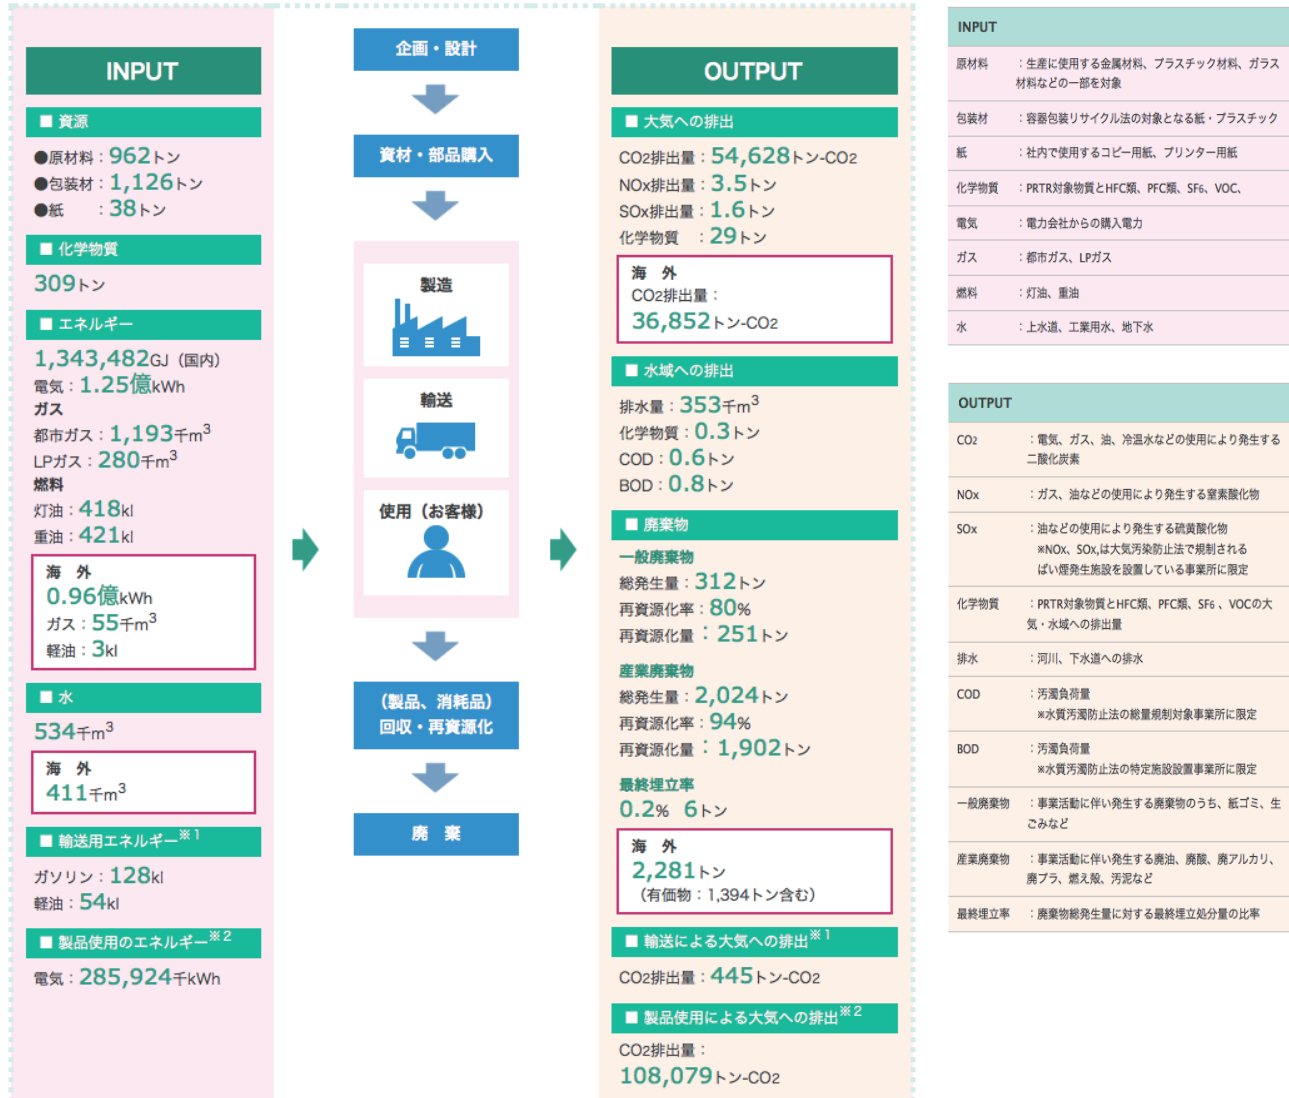 INPUT
■ 資源
●原材料：962トン
●包装材：1,126トン
●紙　　：38トン
■ 化学物質
309トン
■ エネルギー
1,343,482GJ（国内）
電気：1.25億kWh
ガス
都市ガス：1,193千m³
LPガス：280千m³
燃料
灯油：418kl
重油：421kl
海　外
0.96億kWh
ガス：55千m³
軽油：3kl
■ 水
534千m³
海　外
411千m³
■ 輸送用エネルギー※1
ガソリン：128kl
軽油：54kl
■ 製品使用のエネルギー※2
電気：285,924千kWh
企画・設計
資材・部品購入
製造
輸送
使用（お客様）
（製品、消耗品）
回収・再資源化
廃　棄
OUTPUT
■ 大気への排出
CO2排出量：54,628トン-CO2
NOx排出量：3.5トン
SOx排出量：1.6トン
化学物質　：29トン
海　外
CO2排出量：
36,852トン-CO2
■ 水域への排出
排水量：353千m³
化学物質：0.3トン
COD：0.6トン
BOD：0.8トン
■ 廃棄物
一般廃棄物
総発生量：312トン
再資源化率：80%
再資源化量：251トン
産業廃棄物
総発生量：2,024トン
再資源化率：94%
再資源化量：1,902トン
最終埋立率
0.2%　6トン
海　外
2,281トン
（有価物：1,394トン含む）
■ 輸送による大気への排出※1
CO2排出量：445トン-CO2
■ 製品使用による大気への排出※2
CO2排出量：
108,079トン-CO2
INPUT
原材料　：生産に使用する金属材料、プラスチック材料、ガラス
材料などの一部を対象
包装材　：容器包装リサイクル法の対象となる紙・プラスチック
紙　：社内で使用するコピー用紙、プリンター用紙
化学物質　：PRTR対象物質とHFC類、PFC類、SF6、VOC、
電気　：電力会社からの購入電力
ガス　：都市ガス、LPガス
燃料　：灯油、重油
水　：上水道、工業用水、地下水
OUTPUT
CO2　：電気、ガス、油、冷温水などの使用により発生する
二酸化炭素
NOx　：ガス、油などの使用により発生する窒素酸化物
SOx　：油などの使用により発生する硫黄酸化物
※NOx、SOx,は大気汚染防止法で規制される
ばい煙発生施設を設置している事業所に限定
化学物質　：PRTR対象物質とHFC類、PFC類、SF6 、VOCの大
気・水域への排出量
排水　：河川、下水道への排水
COD　：汚濁負荷量
※水質汚濁防止法の総量規制対象事業所に限定
BOD　：汚濁負荷量
※水質汚濁防止法の特定施設設置事業所に限定
一般廃棄物　：事業活動に伴い発生する廃棄物のうち、紙ゴミ、生
ごみなど
産業廃棄物　：事業活動に伴い発生する廃油、廃酸、廃アルカリ、
廃プラ、燃え殻、汚泥など
最終埋立率　：廃棄物総発生量に対する最終埋立処分量の比率